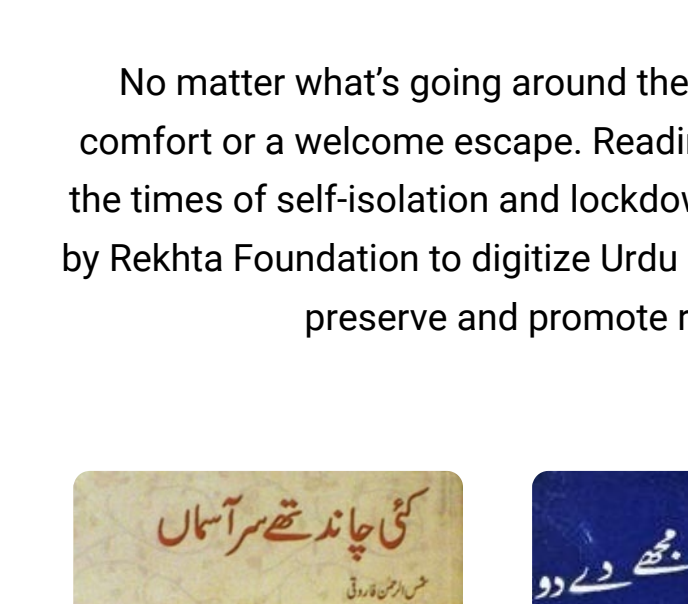 No matter what’s going around the
comfort or a welcome escape. Readi
the times of self-isolation and lockdow
by Rekhta Foundation to digitize Urdu
preserve and promote r
کئی چاند تھے سرِ آسماں
شمس الرحمٰن فاروقی
مجھے دے دو